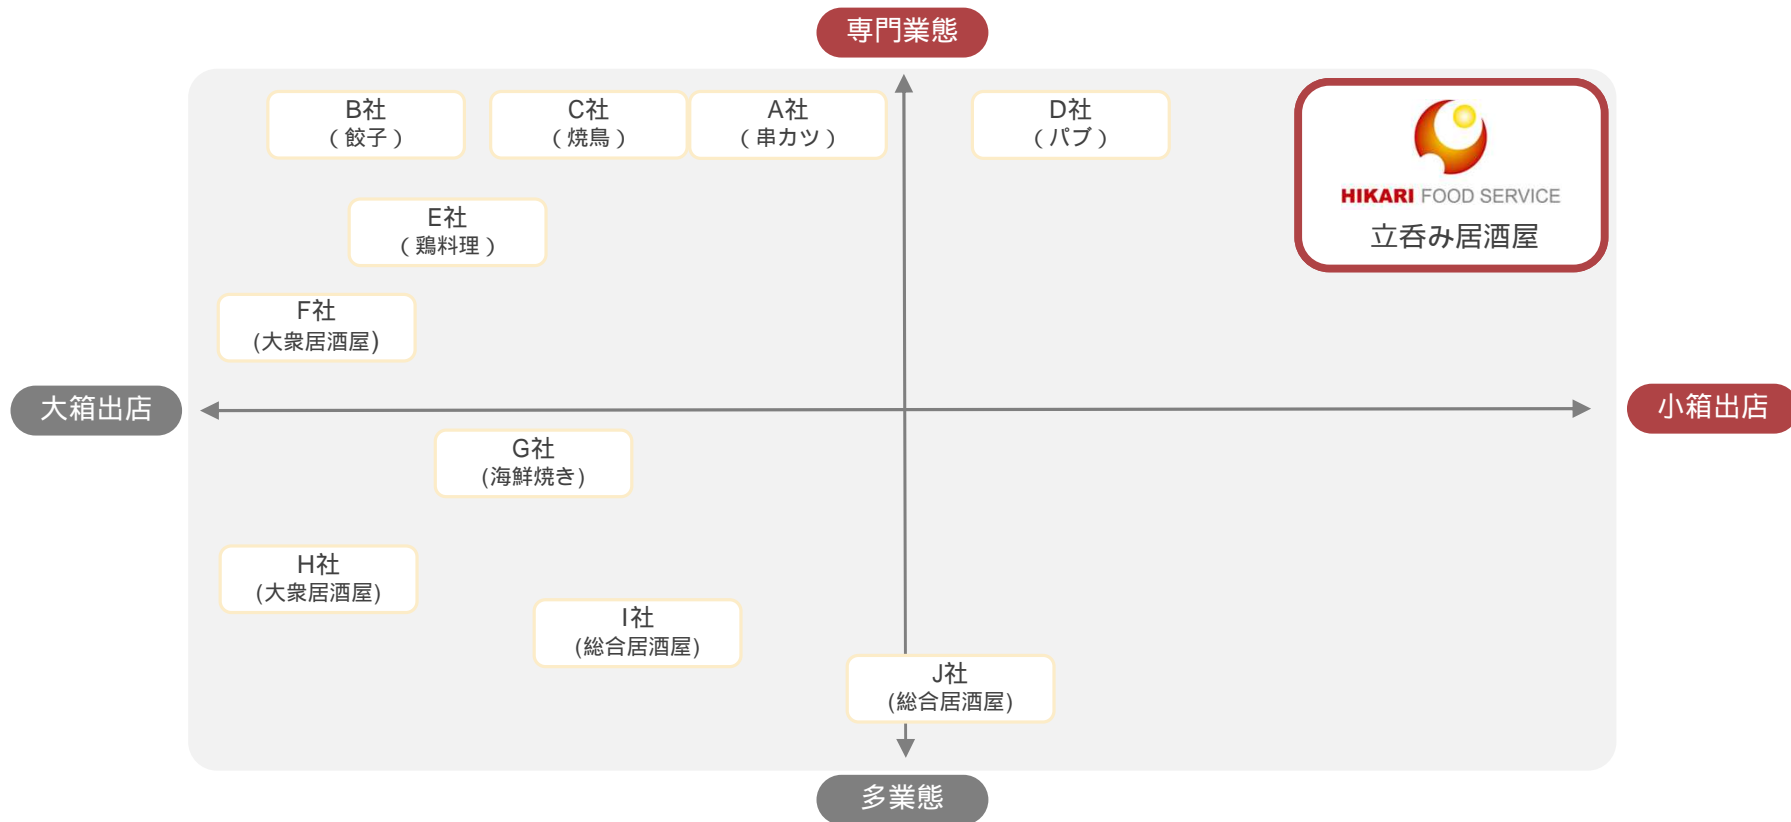 専門業態
B社
（餃子）
C社
（焼鳥）
A社
（串カツ）
D社
（パブ）
HIKARI FOOD SERVICE
立呑み居酒屋
E社
（鶏料理）
F社
(大衆居酒屋)
大箱出店
小箱出店
G社
(海鮮焼き)
H社
(大衆居酒屋)
I社
(総合居酒屋)
J社
(総合居酒屋)
多業態